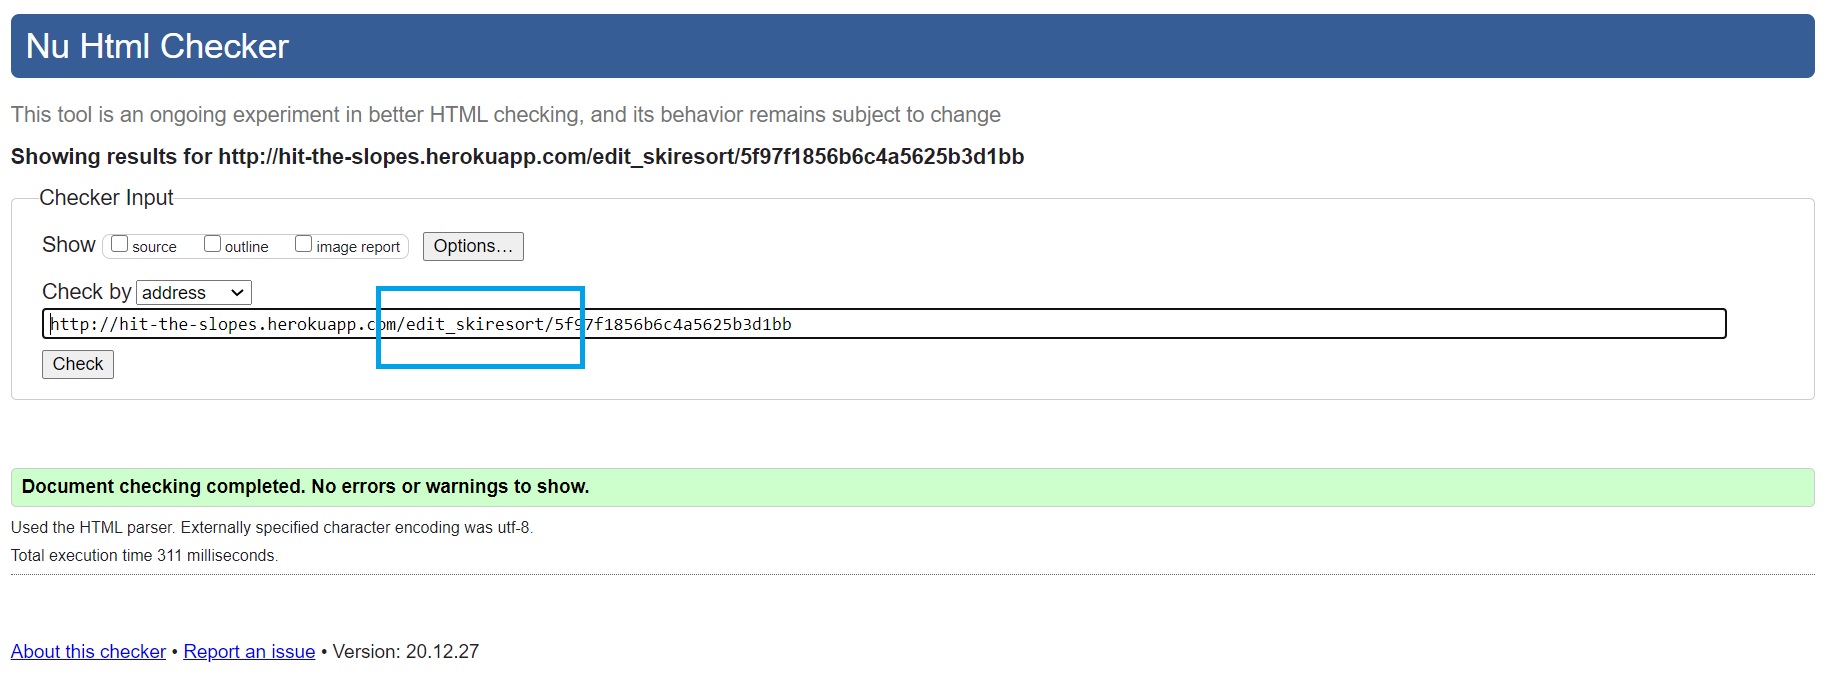 Nu Html Checker
This tool is an ongoing experiment in better HTML checking, and its behavior remains subject to change
Showing results for http://hit-the-slopes.herokuapp.com/edit_skiresort/5f97f1856b6c4a5625b3d1bb
Checker Input
Show source outline image report Options…
Check by address
http://hit-the-slopes.herokuapp.com/edit_skiresort/5f97f1856b6c4a5625b3d1bb
Check
Document checking completed. No errors or warnings to show.
Used the HTML parser. Externally specified character encoding was utf-8.
Total execution time 311 milliseconds.
About this checker • Report an issue • Version: 20.12.27